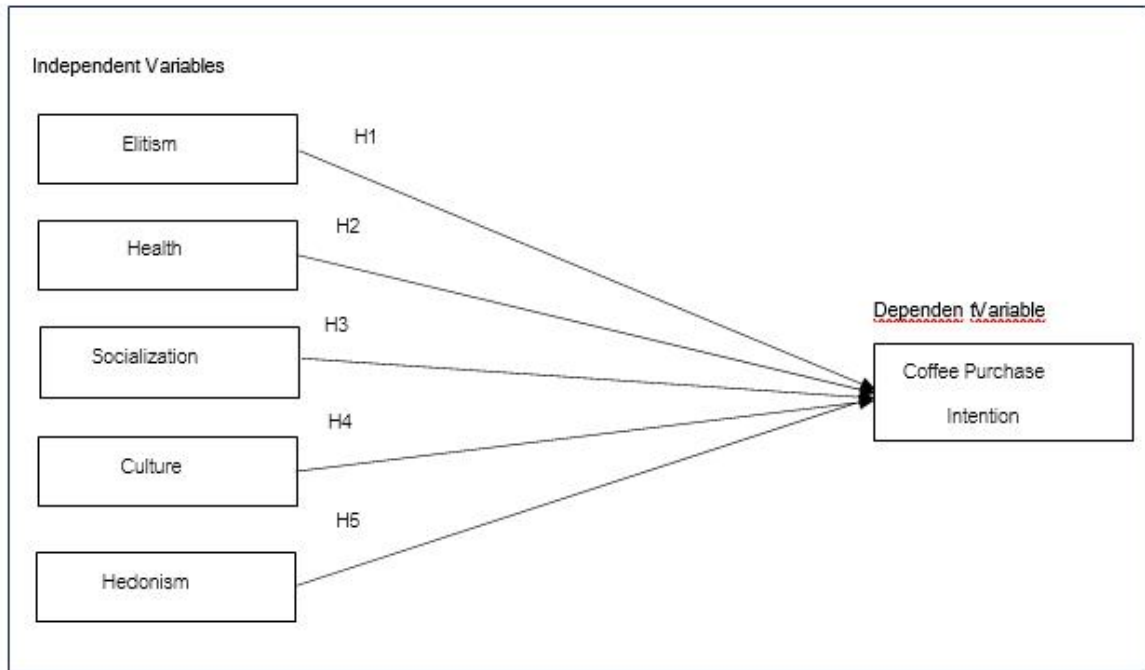 Independent Variables
Elitism
H1
Health
H2
Socialization
H3
Culture
H4
Hedonism
H5
Dependen tVariable
Coffee Purchase
Intention